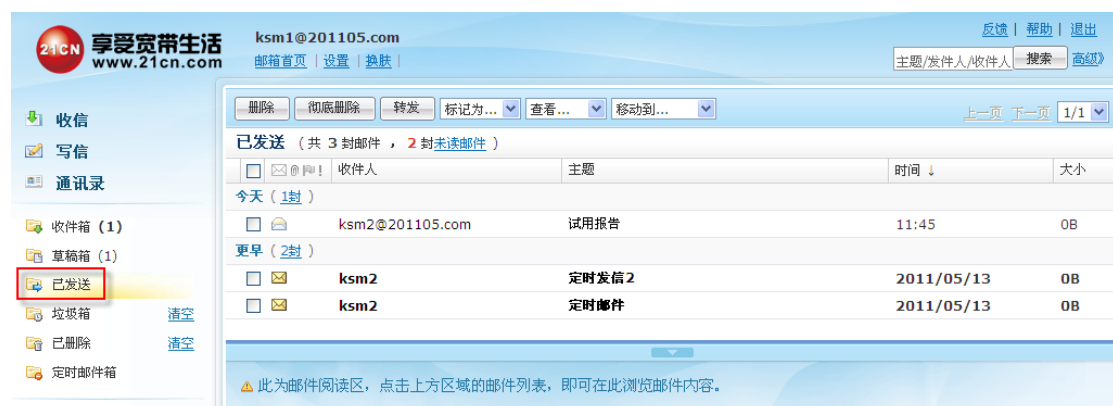 21CN 享受宽带生活
www.21cn.com
ksm1@201105.com
邮箱首页 | 设置 | 换肤 |
反馈 | 帮助 | 退出
主题/发件人/收件人 搜索 高级》
收信
写信
通讯录
收件箱 (1)
草稿箱 (1)
已发送
垃圾箱 清空
已删除 清空
定时邮件箱
删除 彻底删除 转发 标记为... 查看... 移动到... 上一页 下一页 1/1
已发送 (共 3 封邮件 , 2 封未读邮件 )
! 收件人 主题 时间 ↓ 大小
今天 ( 1封 )
ksm2@201105.com 试用报告 11:45 0B
更早 ( 2封 )
ksm2 定时发信2 2011/05/13 0B
ksm2 定时邮件 2011/05/13 0B
此为邮件阅读区，点击上方区域的邮件列表，即可在此浏览邮件内容。